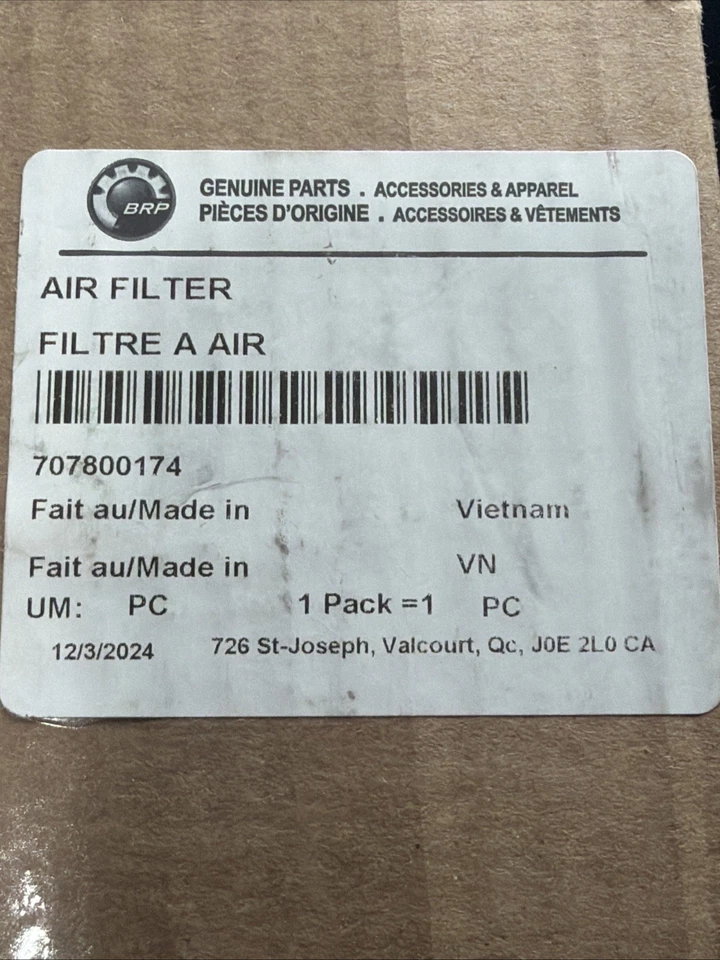 BRP
GENUINE PARTS . ACCESSORIES & APPAREL
PIÈCES D'ORIGINE . ACCESSOIRES & VÊTEMENTS
AIR FILTER
FILTRE A AIR
707800174
Fait au/Made in Vietnam
Fait au/Made in VN
UM: PC 1 Pack =1 PC
12/3/2024 726 St-Joseph, Valcourt, Qc, J0E 2L0 CA